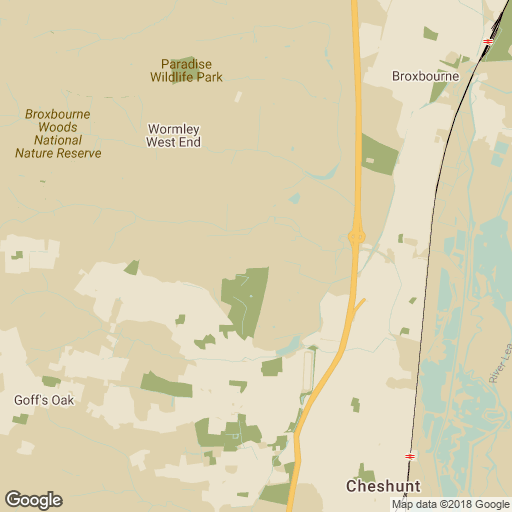 Paradise
Wildlife Park
Broxbourne
Broxbourne
Woods
National
Nature Reserve
Wormley
West End
River Lea
Goff's Oak
Cheshunt
Google
Map data ©2018 Google